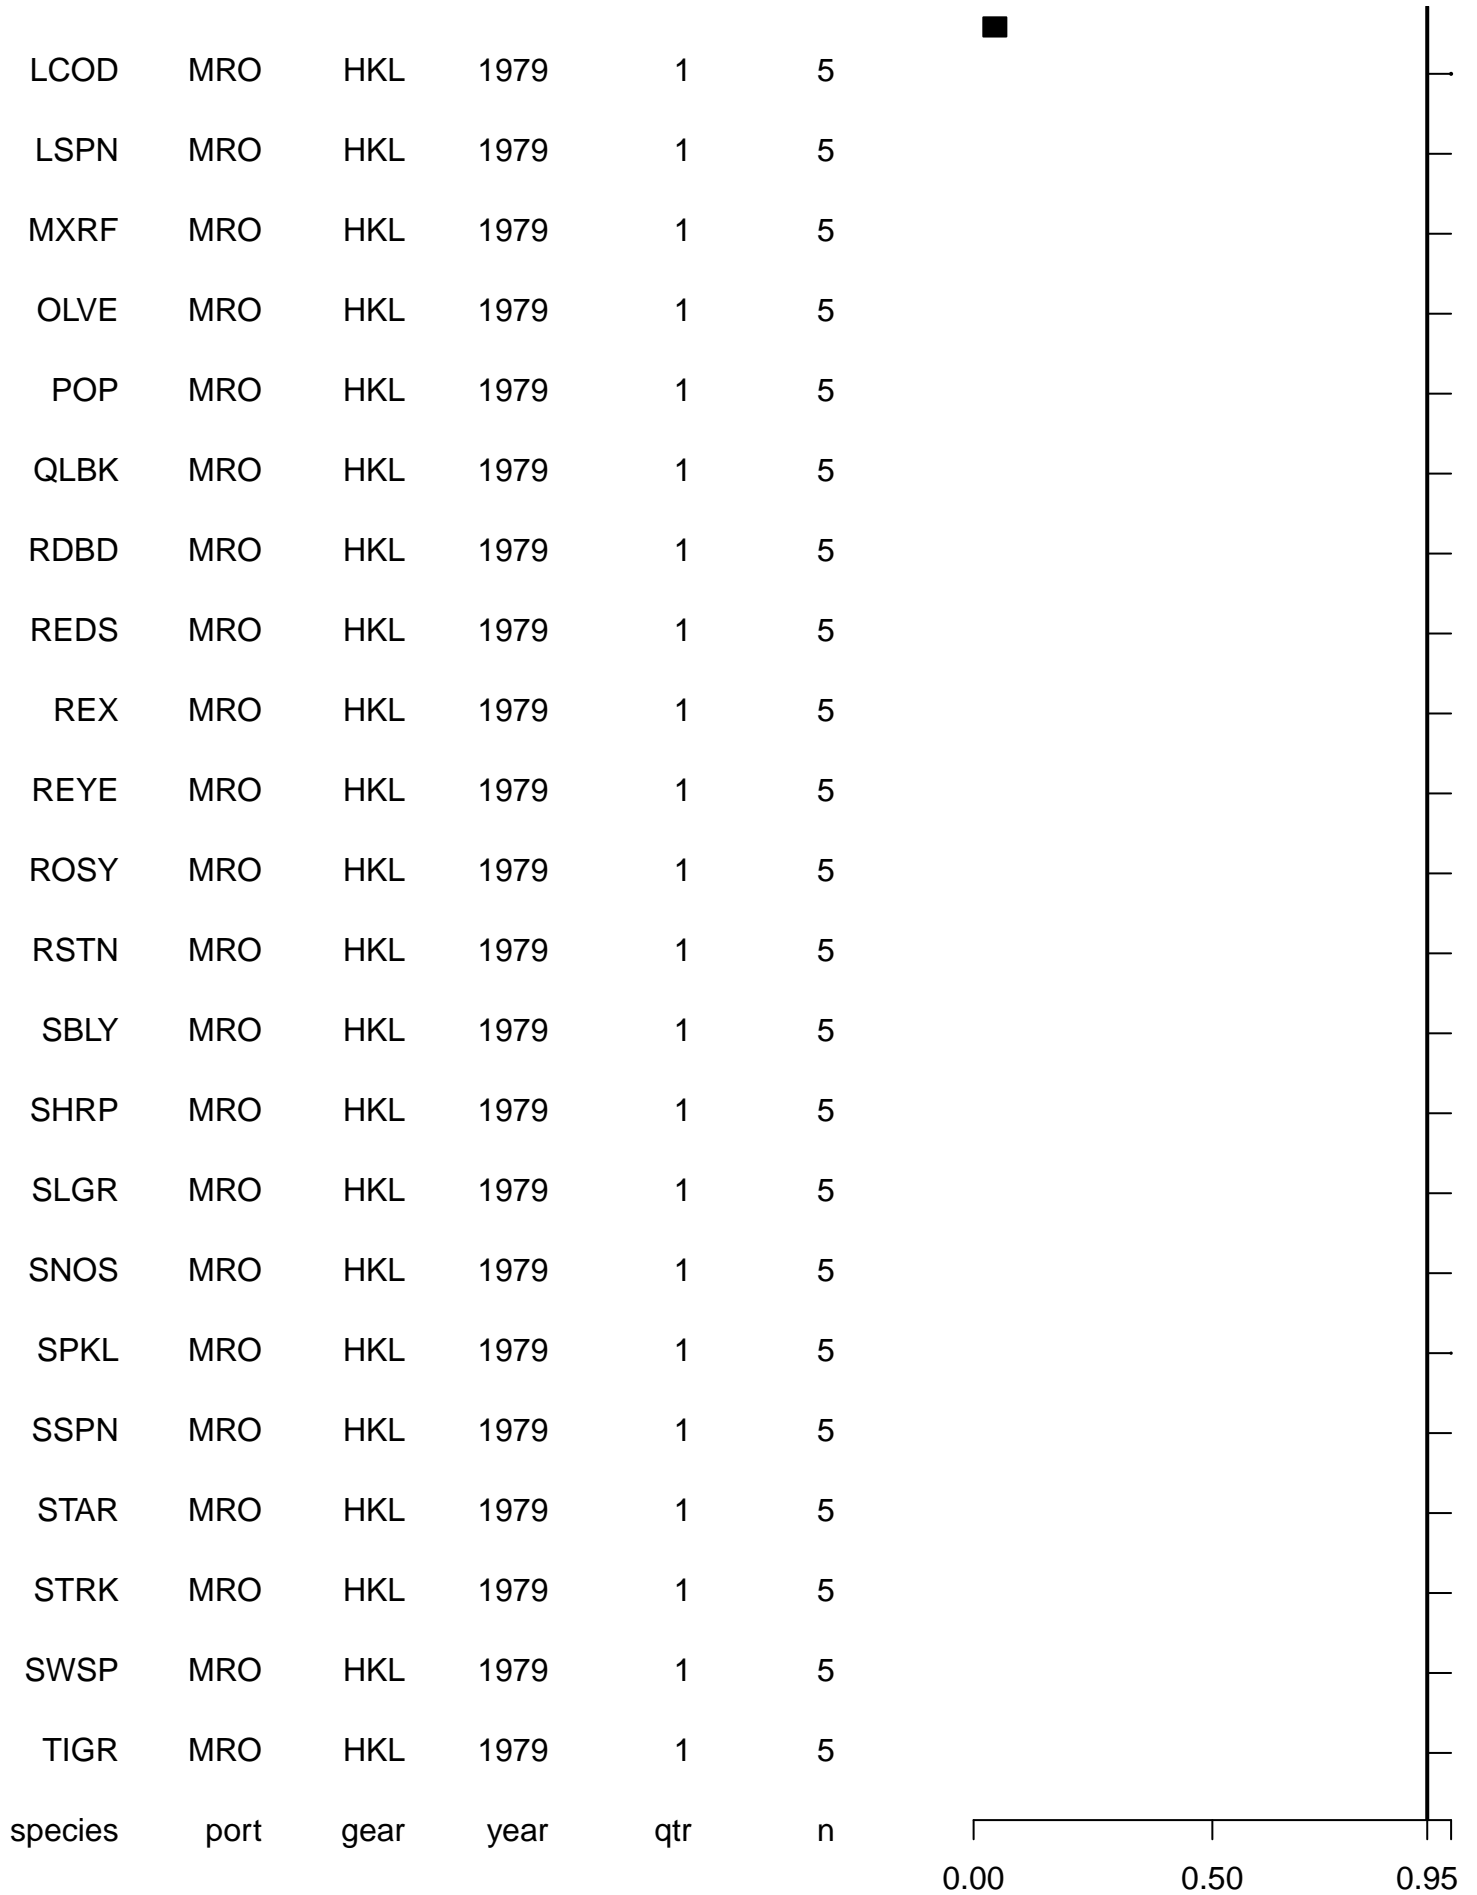 LCOD MRO HKL 1979 1 5
LSPN MRO HKL 1979 1 5
MXRF MRO HKL 1979 1 5
OLVE MRO HKL 1979 1 5
POP MRO HKL 1979 1 5
QLBK MRO HKL 1979 1 5
RDBD MRO HKL 1979 1 5
REDS MRO HKL 1979 1 5
REX MRO HKL 1979 1 5
REYE MRO HKL 1979 1 5
ROSY MRO HKL 1979 1 5
RSTN MRO HKL 1979 1 5
SBLY MRO HKL 1979 1 5
SHRP MRO HKL 1979 1 5
SLGR MRO HKL 1979 1 5
SNOS MRO HKL 1979 1 5
SPKL MRO HKL 1979 1 5
SSPN MRO HKL 1979 1 5
STAR MRO HKL 1979 1 5
STRK MRO HKL 1979 1 5
SWSP MRO HKL 1979 1 5
TIGR MRO HKL 1979 1 5
species port gear year qtr n
0.00 0.50 0.95